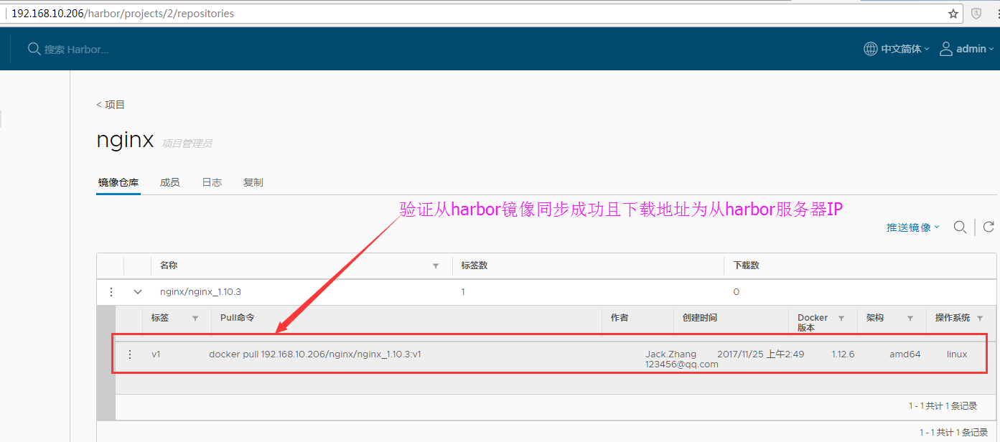 192.168.10.206/harbor/projects/2/repositories
搜索 Harbor...
中文简体
admin
< 项目
nginx 项目管理员
镜像仓库 成员 日志 复制
验证从harbor镜像同步成功且下载地址为从harbor服务器IP
推送镜像
名称 标签数 下载数
nginx/nginx_1.10.3 1 0
标签 Pull命令 作者 创建时间 Docker 版本 架构 操作系统
v1 docker pull 192.168.10.206/nginx/nginx_1.10.3:v1 Jack.Zhang 2017/11/25 上午2:49 1.12.6 amd64 linux
123456@qq.com
1 - 1 共计 1 条记录
1 - 1 共计 1 条记录